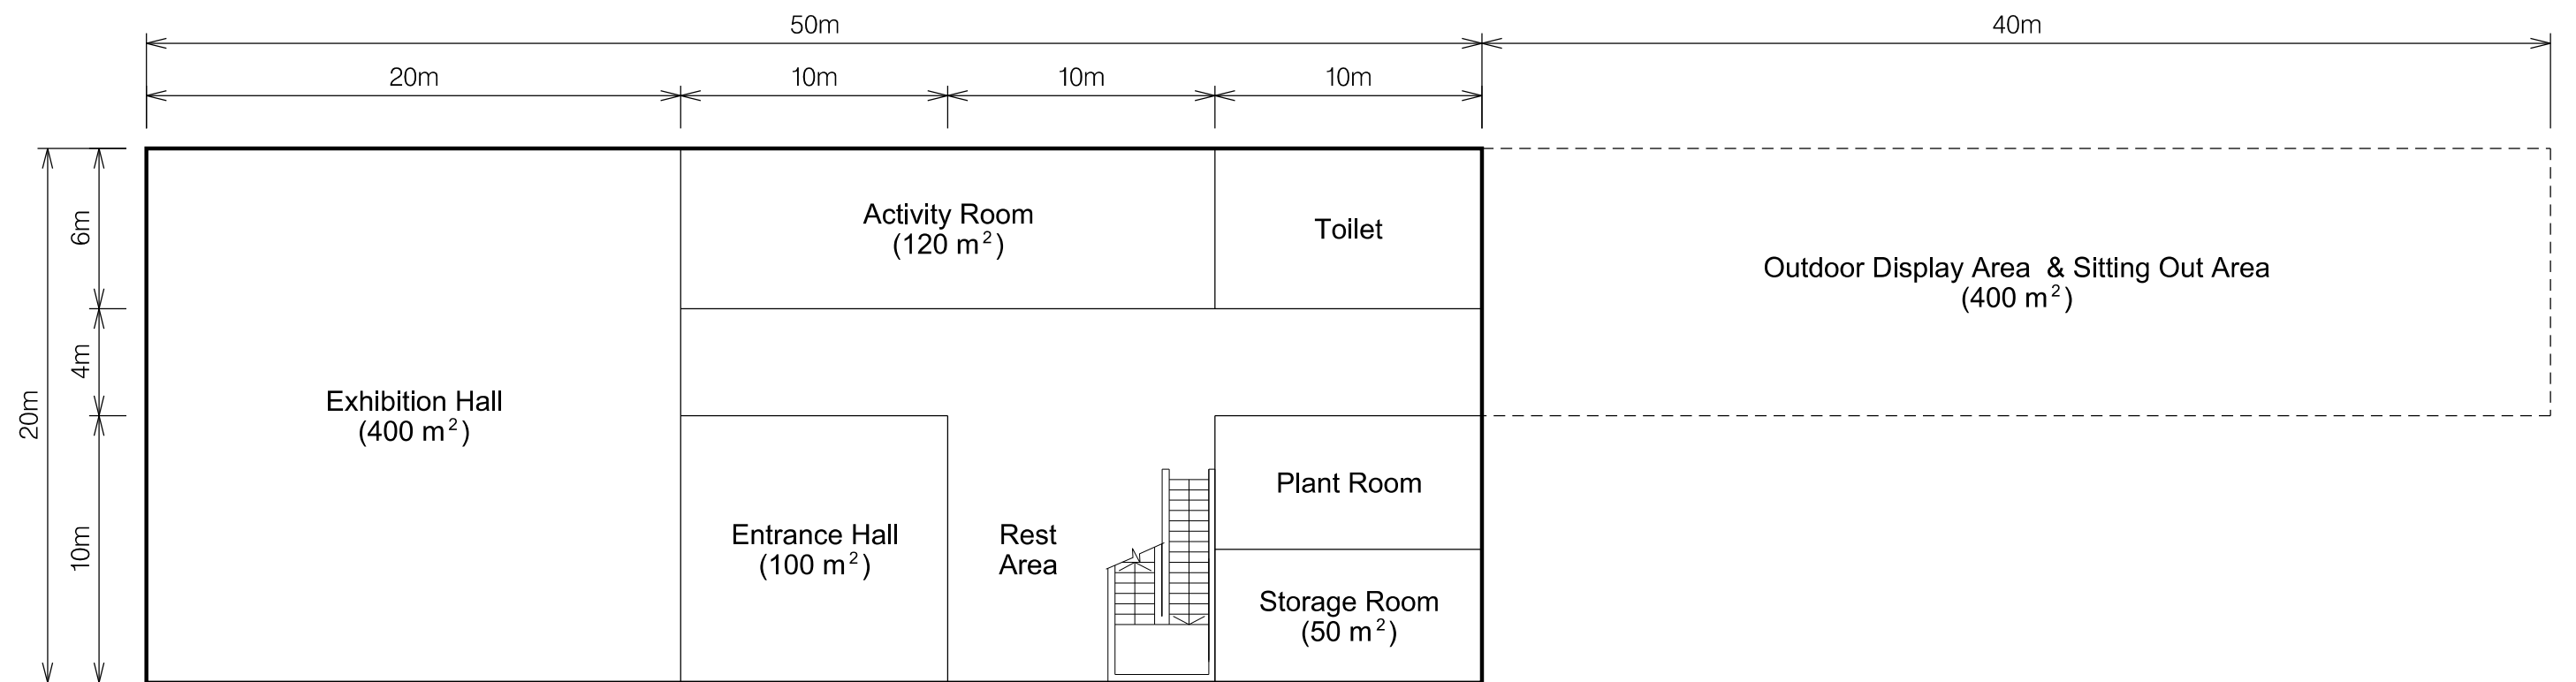 50m
40m
20m
10m
10m
10m
6m
4m
10m
20m
Activity Room
(120 m²)
Toilet
Outdoor Display Area & Sitting Out Area
(400 m²)
Exhibition Hall
(400 m²)
Plant Room
Entrance Hall
(100 m²)
Rest
Area
Storage Room
(50 m²)